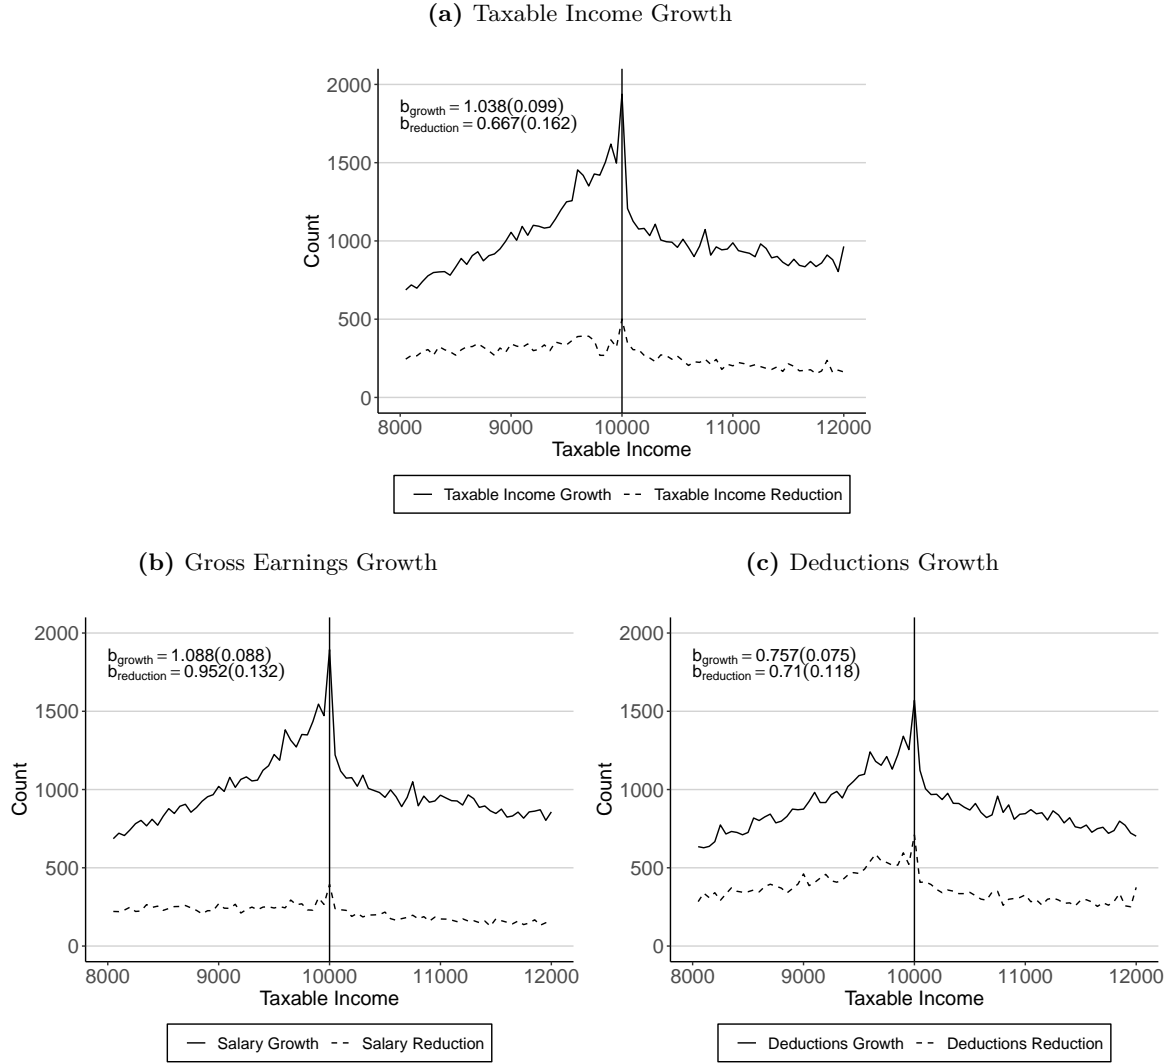 (a) Taxable Income Growth
2000
b_growth = 1.038(0.099)
b_reduction = 0.667(0.162)
1500
Count
1000
500
0
8000 9000 10000 11000 12000
Taxable Income
Taxable Income Growth Taxable Income Reduction
(b) Gross Earnings Growth
2000
b_growth = 1.088(0.088)
b_reduction = 0.952(0.132)
1500
Count
1000
500
0
8000 9000 10000 11000 12000
Taxable Income
Salary Growth Salary Reduction
(c) Deductions Growth
2000
b_growth = 0.757(0.075)
b_reduction = 0.71(0.118)
1500
Count
1000
500
0
8000 9000 10000 11000 12000
Taxable Income
Deductions Growth Deductions Reduction